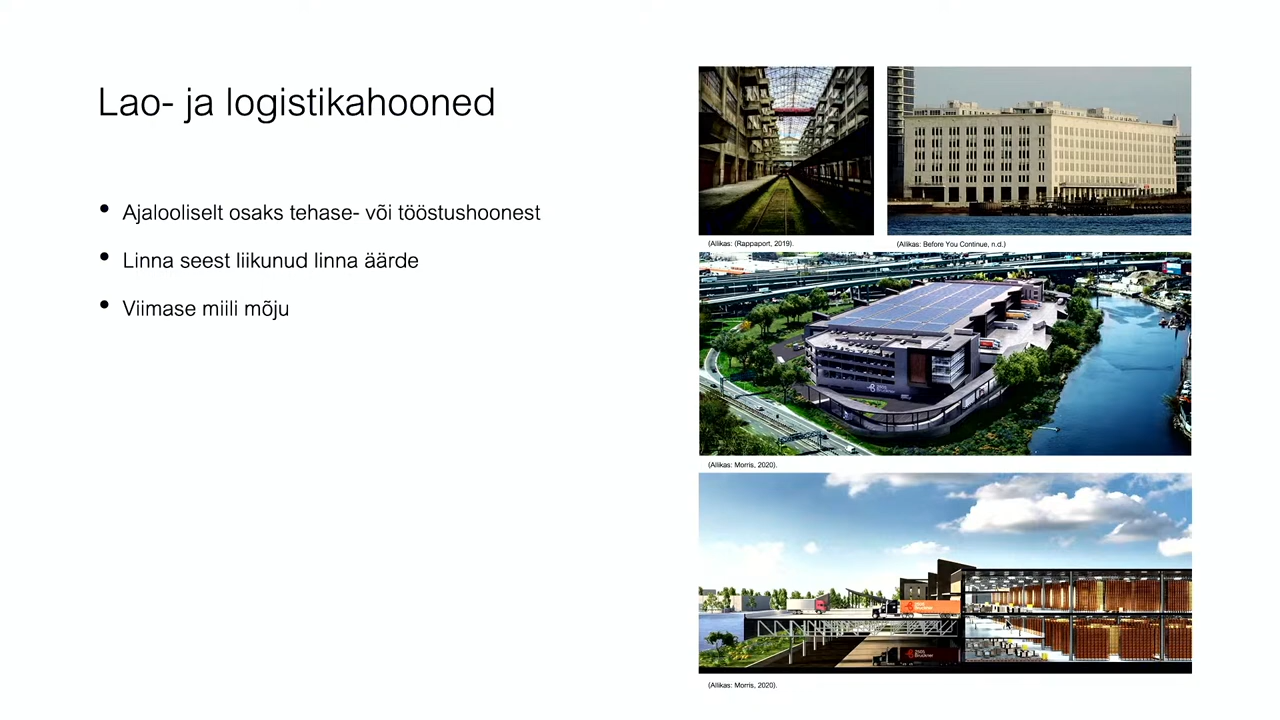 Lao- ja logistikahooned
• Ajalooliselt osaks tehase- või tööstushoonest
• Linna seest liikunud linna äärde
• Viimase miili mõju
(Allikas: (Rappaport, 2019).
(Allikas: Before You Continue, n.d.)
(Allikas: Morris, 2020).
(Allikas: Morris, 2020).